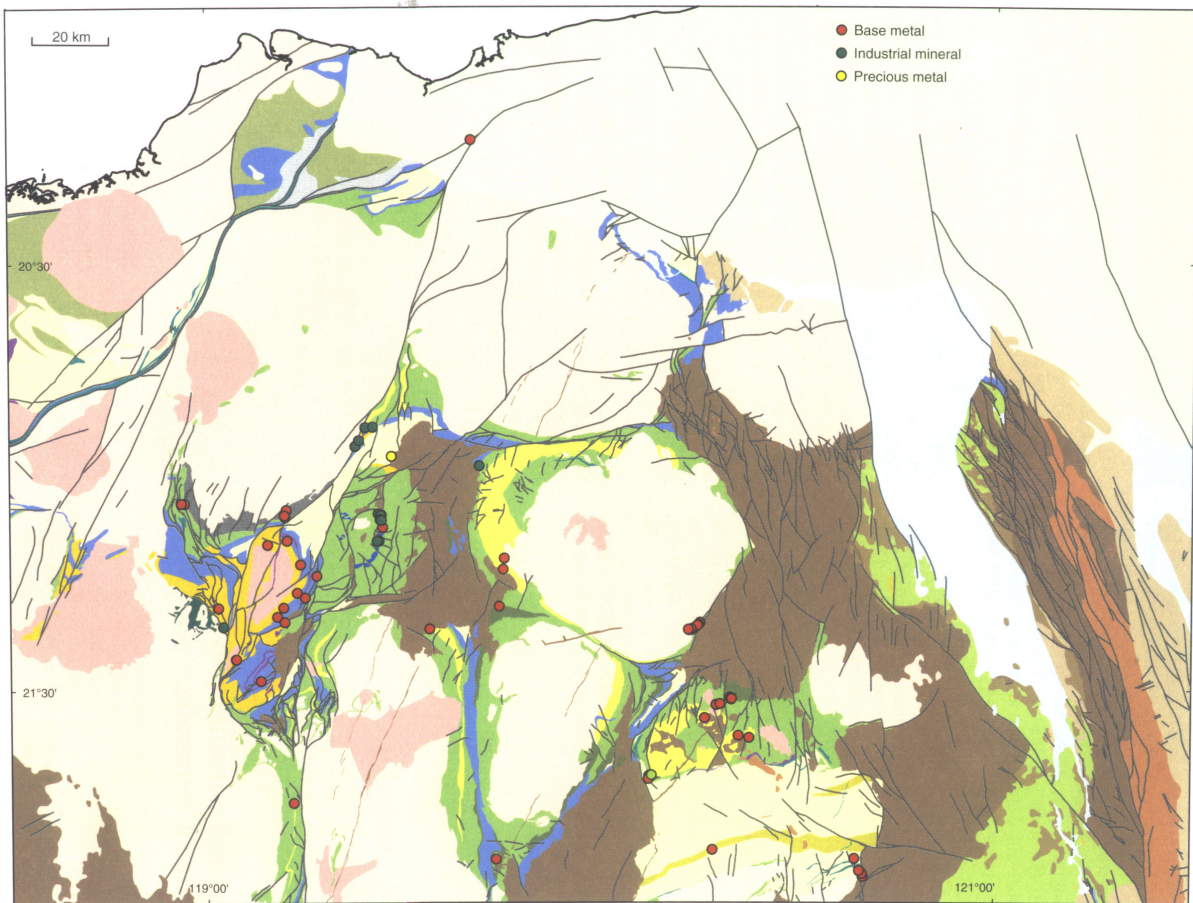 20 km
Base metal
Industrial mineral
Precious metal
20°30'
21°30'
119°00'
121°00'